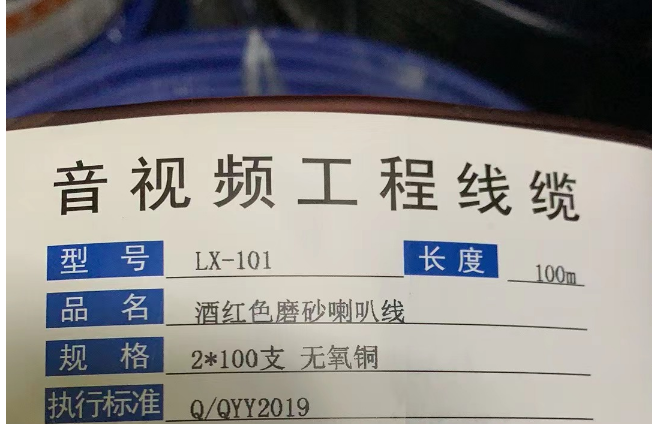 音视频工程线缆
型号 LX-101 长度 100m
品名 酒红色磨砂喇叭线
规格 2*100支 无氧铜
执行标准 Q/QYY2019